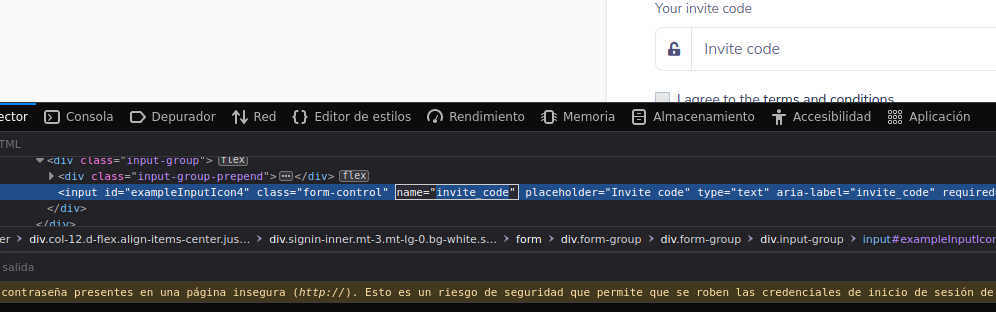 Your invite code
Invite code
I agree to the terms and conditions
ector Consola Depurador Red Editor de estilos Rendimiento Memoria Almacenamiento Accesibilidad Aplicación
HTML
<div class="input-group"> flex
<div class="input-group-prepend"> </div> flex
<input id="exampleInputIcon4" class="form-control" name="invite_code" placeholder="Invite code" type="text" aria-label="invite_code" required=
</div>
</div>
er > div.col-12.d-flex.align-items-center.jus… > div.signin-inner.mt-3.mt-lg-0.bg-white.s… > form > div.form-group > div.form-group > div.input-group > input#exampleInputIcon
salida
contraseña presentes en una página insegura (http://). Esto es un riesgo de seguridad que permite que se roben las credenciales de inicio de sesión de